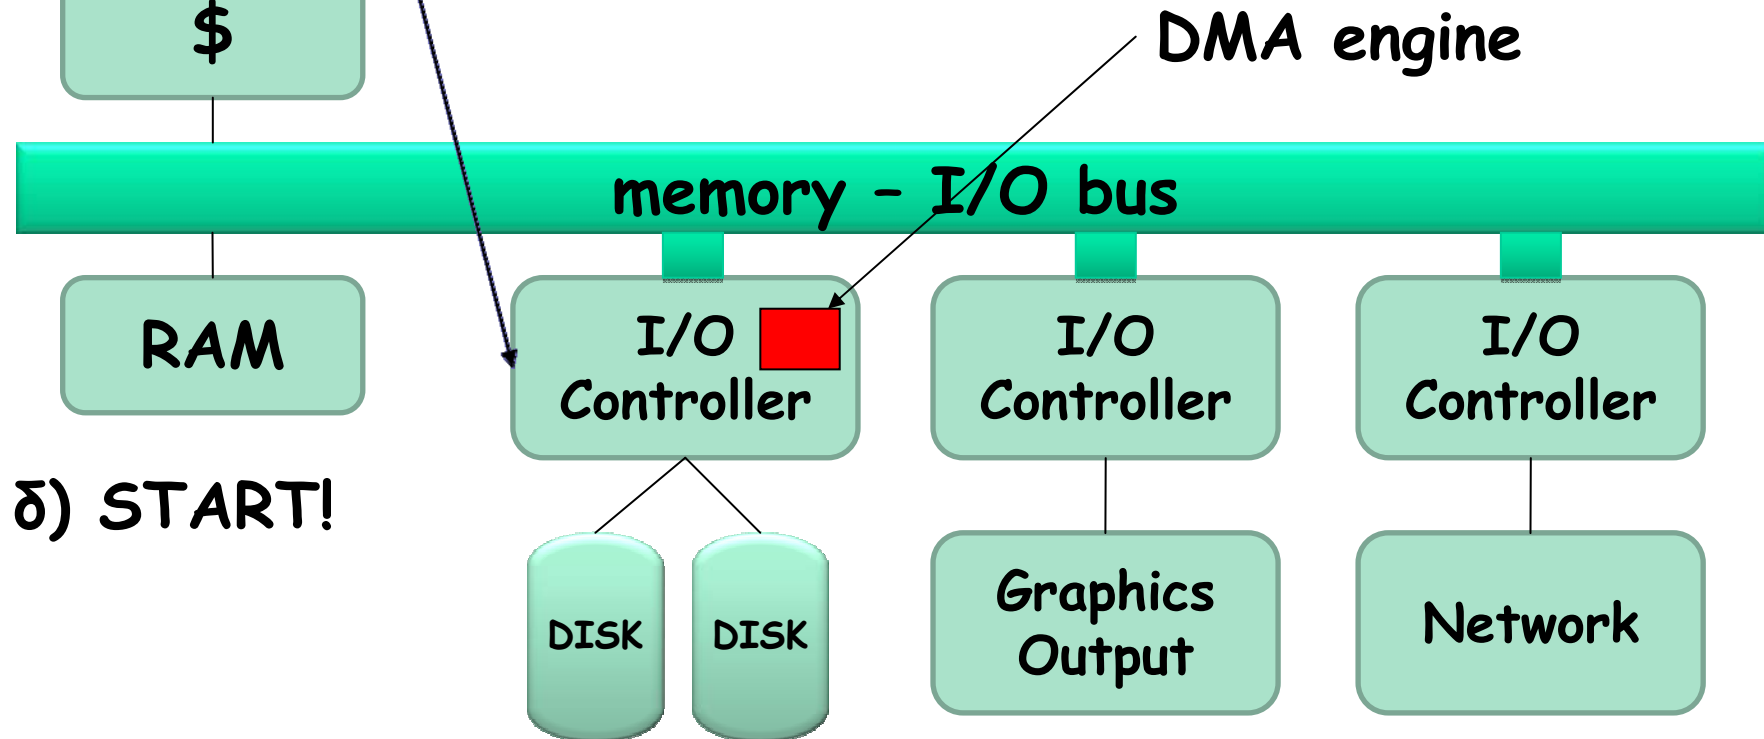 $
DMA engine
memory – I/O bus
RAM
I/O
Controller
I/O
Controller
I/O
Controller
δ) START!
DISK
DISK
Graphics
Output
Network